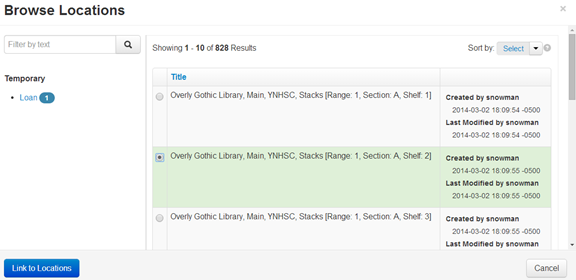 Browse Locations
×
Filter by text
Showing 1 - 10 of 828 Results
Sort by: Select
Temporary
Loan 1
Title
Overly Gothic Library, Main, YNHSC, Stacks [Range: 1, Section: A, Shelf: 1]
Created by snowman
2014-03-02 18:09:54 -0500
Last Modified by snowman
2014-03-02 18:09:54 -0500
Overly Gothic Library, Main, YNHSC, Stacks [Range: 1, Section: A, Shelf: 2]
Created by snowman
2014-03-02 18:09:55 -0500
Last Modified by snowman
2014-03-02 18:09:55 -0500
Overly Gothic Library, Main, YNHSC, Stacks [Range: 1, Section: A, Shelf: 3]
Created by snowman
2014-03-02 18:09:55 -0500
Last Modified by snowman
Link to Locations
Cancel